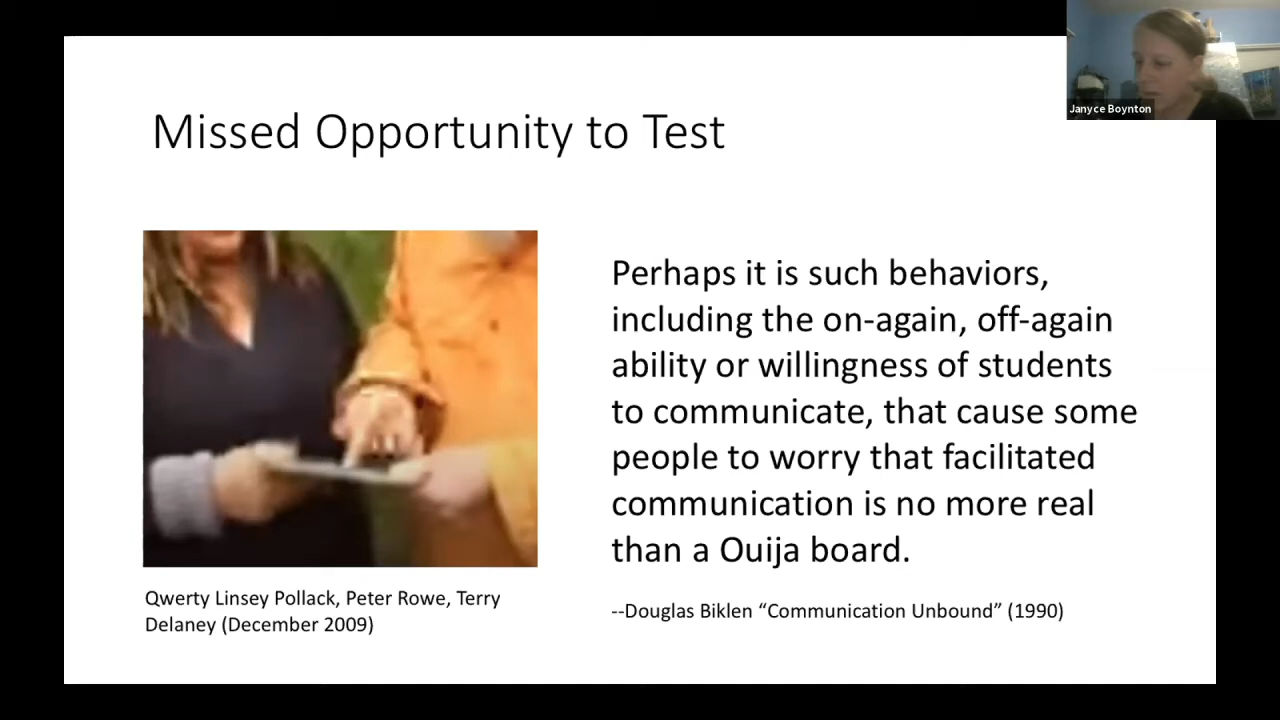 Janyce Boynton
Missed Opportunity to Test
Perhaps it is such behaviors,
including the on-again, off-again
ability or willingness of students
to communicate, that cause some
people to worry that facilitated
communication is no more real
than a Ouija board.
Qwerty Linsey Pollack, Peter Rowe, Terry
Delaney (December 2009)
--Douglas Biklen “Communication Unbound” (1990)